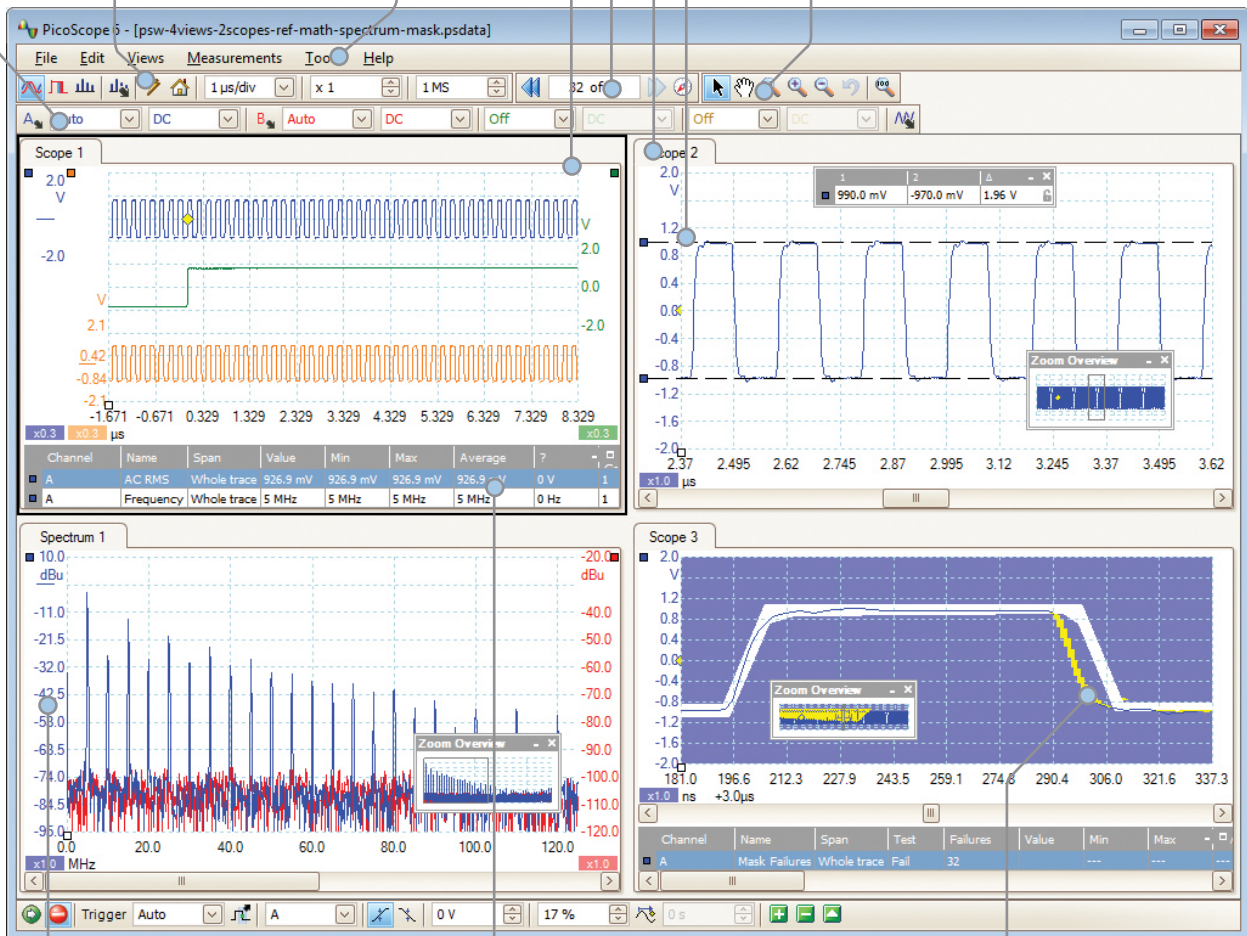 PicoScope 6 - [psw-4views-2scopes-ref-math-spectrum-mask.psdata]
File Edit Views Measurements Tools Help
1 µs/div x 1 1 MS 32 of
A Auto DC B Auto DC Off DC Off DC
Scope 1
2.0
V
-2.0
V
2.1
0.42
-0.84
-2.1
V
2.0
0.0
-2.0
-1.671 -0.671 0.329 1.329 2.329 3.329 4.329 5.329 6.329 7.329 8.329
x0.3 x0.3 µs x0.3
Channel Name Span Value Min Max Average ?
A AC RMS Whole trace 926.9 mV 926.9 mV 926.9 mV 926.9 mV 0 V 1
A Frequency Whole trace 5 MHz 5 MHz 5 MHz 5 MHz 0 Hz 1
Scope 2
1 2 Δ
990.0 mV -970.0 mV 1.96 V
2.0
V
1.2
0.8
0.4
0.0
-0.4
-0.8
-1.2
-1.6
-2.0
Zoom Overview
2.37 2.495 2.62 2.745 2.87 2.995 3.12 3.245 3.37 3.495 3.62
x1.0 µs
Spectrum 1
10.0
dBu
-11.0
-21.5
-32.0
-42.5
-53.0
-63.5
-74.0
-84.5
-95.0
-20.0
dBu
-40.0
-50.0
-60.0
-70.0
-80.0
-90.0
-100.0
-110.0
-120.0
Zoom Overview
0.0 20.0 40.0 60.0 80.0 100.0 120.0
x1.0 MHz x1.0
Scope 3
2.0
V
1.2
0.8
0.4
0.0
-0.4
-0.8
-1.2
-1.6
-2.0
Zoom Overview
181.0 196.6 212.3 227.9 243.5 259.1 274.8 290.4 306.0 321.6 337.3
x1.0 ns +3.0µs
Channel Name Span Test Failures Value Min Max
A Mask Failures Whole trace Fail 32 --- --- ---
Trigger Auto A 0 V 17 % 0 s